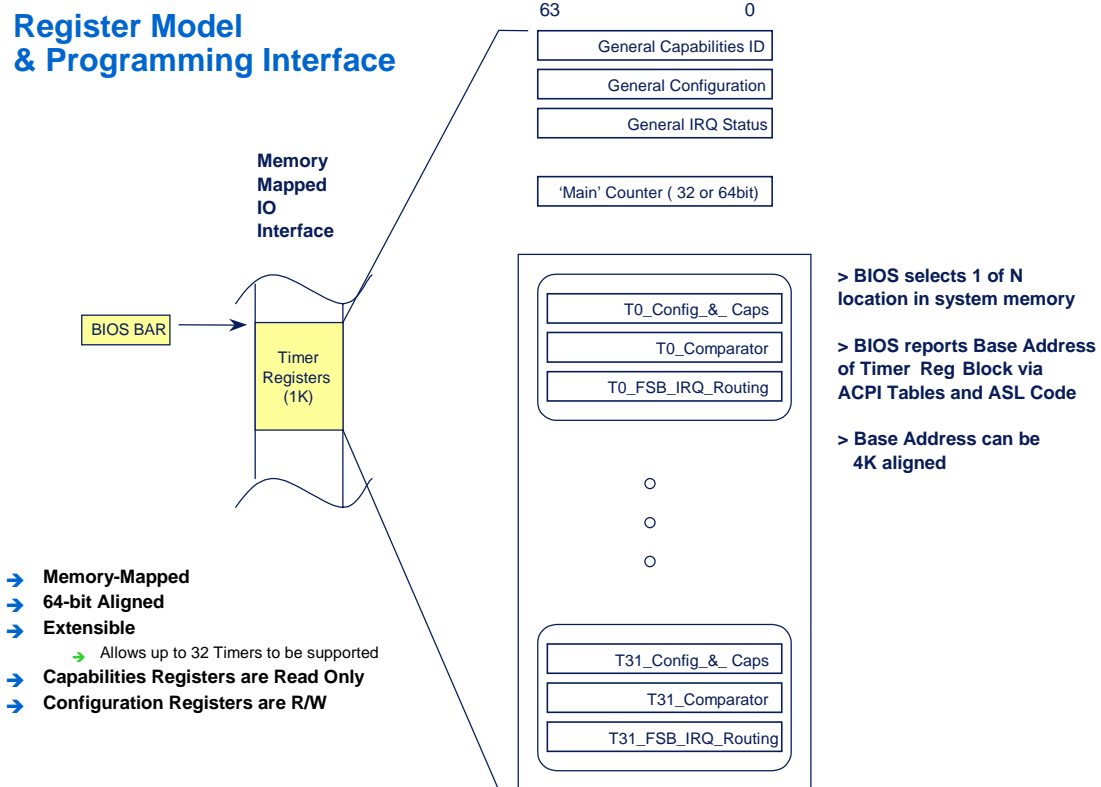 Register Model
& Programming Interface
63 0
General Capabilities ID
General Configuration
General IRQ Status
'Main' Counter ( 32 or 64bit)
Memory
Mapped
IO
Interface
BIOS BAR
Timer
Registers
(1K)
T0_Config_&_ Caps
T0_Comparator
T0_FSB_IRQ_Routing
T31_Config_&_ Caps
T31_Comparator
T31_FSB_IRQ_Routing
> BIOS selects 1 of N
location in system memory
> BIOS reports Base Address
of Timer Reg Block via
ACPI Tables and ASL Code
> Base Address can be
4K aligned
➔ Memory-Mapped
➔ 64-bit Aligned
➔ Extensible
➔ Allows up to 32 Timers to be supported
➔ Capabilities Registers are Read Only
➔ Configuration Registers are R/W